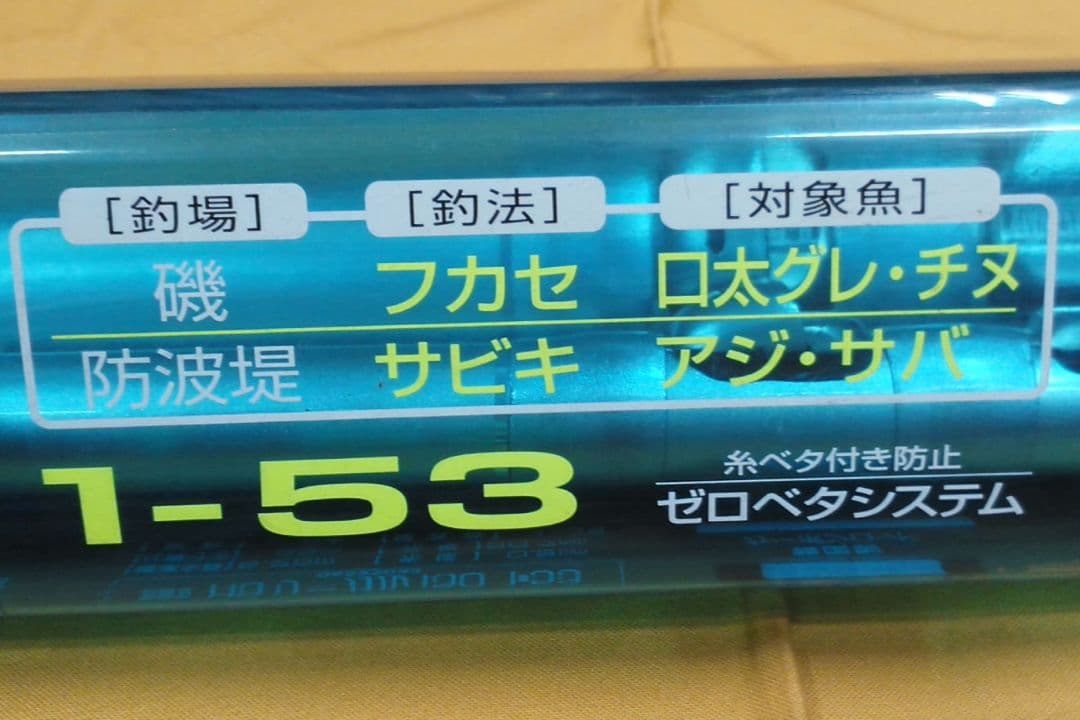 [釣場] [釣法] [対象魚]
磯 フカセ 口太グレ・チヌ
防波堤 サビキ アジ・サバ
1-53
糸ベタ付き防止
ゼロベタシステム